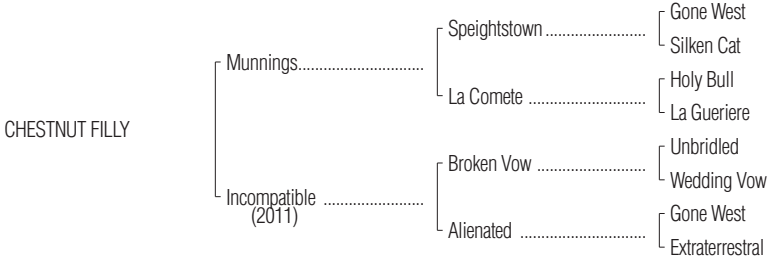 Gone West
Speightstown ............................
Silken Cat
Munnings...................................
Holy Bull
La Comete ................................
La Gueriere
CHESTNUT FILLY
Unbridled
Broken Vow ..............................
Wedding Vow
Incompatible ............................
(2011)
Gone West
Alienated ...................................
Extraterrestral